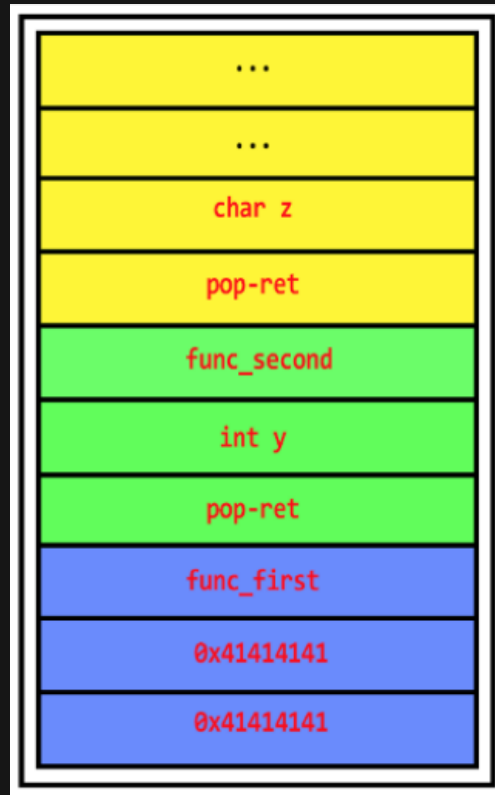 ...
...
char z
pop-ret
func_second
int y
pop-ret
func_first
0x41414141
0x41414141